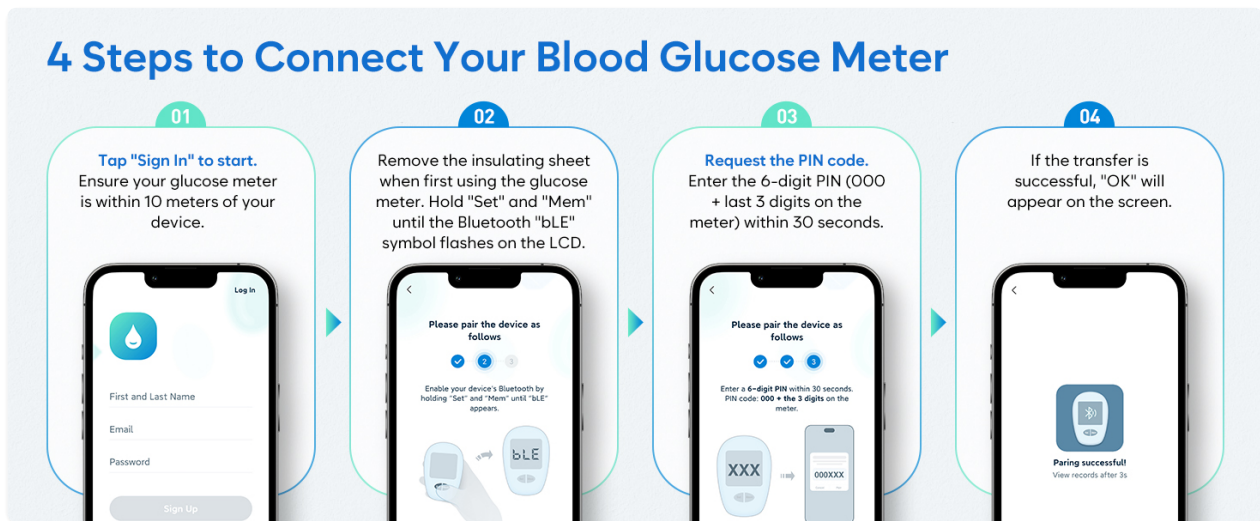 4 Steps to Connect Your Blood Glucose Meter
01
Tap "Sign In" to start.
Ensure your glucose meter
is within 10 meters of your
device.
Log In
First and Last Name
Email
Password
Sign Up
02
Remove the insulating sheet
when first using the glucose
meter. Hold "Set" and "Mem"
until the Bluetooth "bLE"
symbol flashes on the LCD.
Please pair the device as
follows
2
3
Enable your device's Bluetooth by
holding "Set" and "Mem" until "bLE"
appears.
bLE
03
Request the PIN code.
Enter the 6-digit PIN (000
+ last 3 digits on the
meter) within 30 seconds.
Please pair the device as
follows
3
Enter a 6-digit PIN within 30 seconds.
PIN code: 000 + the 3 digits on the
meter.
XXX
000XXX
04
If the transfer is
successful, "OK" will
appear on the screen.
Paring successful!
View records after 3s